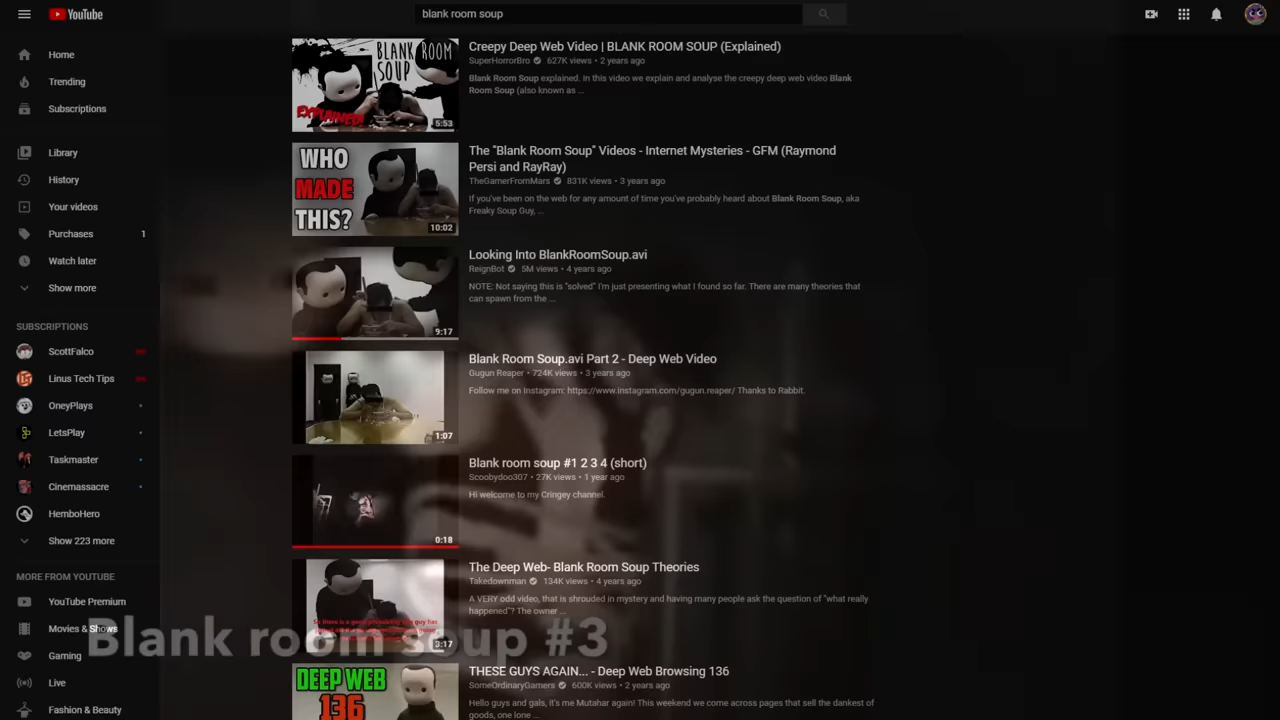 YouTube
blank room soup
Home
Trending
Subscriptions
Library
History
Your videos
Purchases 1
Watch later
Show more
SUBSCRIPTIONS
ScottFalco
Linus Tech Tips
OneyPlays
LetsPlay
Taskmaster
Cinemassacre
HemboHero
Show 223 more
MORE FROM YOUTUBE
YouTube Premium
Movies & Shows
Gaming
Live
Fashion & Beauty
BLANK ROOM
SOUP
EXPLAINED!
5:53
Creepy Deep Web Video | BLANK ROOM SOUP (Explained)
SuperHorrorBro 627K views • 2 years ago
Blank Room Soup explained. In this video we explain and analyse the creepy deep web video Blank
Room Soup (also known as ...
WHO
MADE
THIS?
10:02
The "Blank Room Soup" Videos - Internet Mysteries - GFM (Raymond
Persi and RayRay)
TheGamerFromMars 831K views • 3 years ago
If you've been on the web for any amount of time you've probably heard about Blank Room Soup, aka
Freaky Soup Guy, ...
9:17
Looking Into BlankRoomSoup.avi
ReignBot 5M views • 4 years ago
NOTE: Not saying this is "solved" I'm just presenting what I found so far. There are many theories that
can spawn from the ...
1:07
Blank Room Soup.avi Part 2 - Deep Web Video
Gugun Reaper • 724K views • 3 years ago
Follow me on Instagram: https://www.instagram.com/gugun.reaper/ Thanks to Rabbit.
0:18
Blank room soup #1 2 3 4 (short)
Scoobydoo307 • 27K views • 1 year ago
Hi welcome to my Cringey channel.
3:17
The Deep Web- Blank Room Soup Theories
Takedownman 134K views • 4 years ago
A VERY odd video, that is shrouded in mystery and having many people ask the question of "what really
happened"? The owner ...
Blank room soup #3
DEEP WEB
136
THESE GUYS AGAIN... - Deep Web Browsing 136
SomeOrdinaryGamers 600K views • 2 years ago
Hello guys and gals, it's me Mutahar again! This weekend we come across pages that sell the dankest of
goods, one lone ...